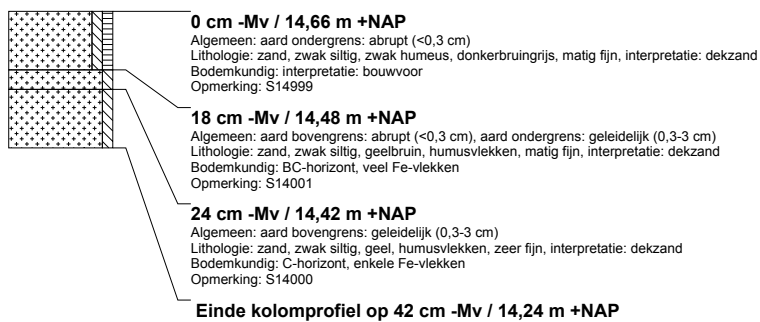 0 cm -Mv / 14,66 m +NAP
Algemeen: aard ondergrens: abrupt (<0,3 cm)
Lithologie: zand, zwak siltig, zwak humeus, donkerbruingrijs, matig fijn, interpretatie: dekzand
Bodemkundig: interpretatie: bouwvoor
Opmerking: S14999
18 cm -Mv / 14,48 m +NAP
Algemeen: aard bovengrens: abrupt (<0,3 cm), aard ondergrens: geleidelijk (0,3-3 cm)
Lithologie: zand, zwak siltig, geelbruin, humusvlekken, matig fijn, interpretatie: dekzand
Bodemkundig: BC-horizont, veel Fe-vlekken
Opmerking: S14001
24 cm -Mv / 14,42 m +NAP
Algemeen: aard bovengrens: geleidelijk (0,3-3 cm)
Lithologie: zand, zwak siltig, geel, humusvlekken, zeer fijn, interpretatie: dekzand
Bodemkundig: C-horizont, enkele Fe-vlekken
Opmerking: S14000
Einde kolomprofiel op 42 cm -Mv / 14,24 m +NAP